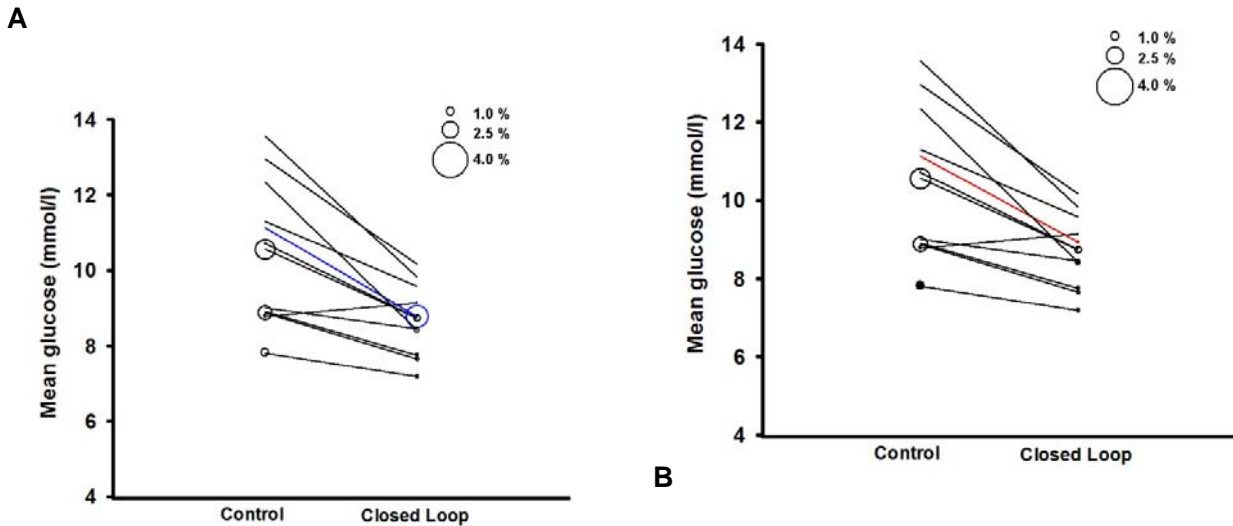 A
Mean glucose (mmol/l)
14
12
10
8
6
4
1.0 %
2.5 %
4.0 %
Control
Closed Loop
B
Mean glucose (mmol/l)
14
12
10
8
6
4
1.0 %
2.5 %
4.0 %
Control
Closed Loop